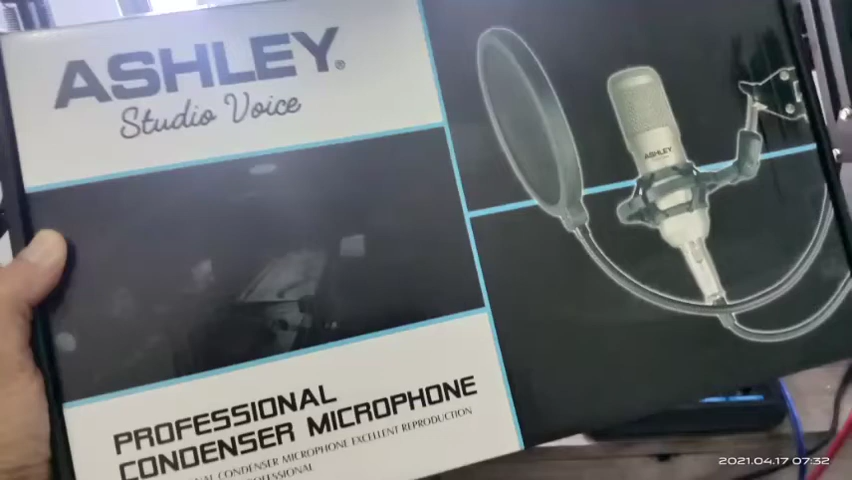 ASHLEY®
Studio Voice
ASHLEY
PROFESSIONAL
CONDENSER MICROPHONE
CONDENSER MICROPHONE EXCELLENT REPRODUCTION
2021.04.17 07:32